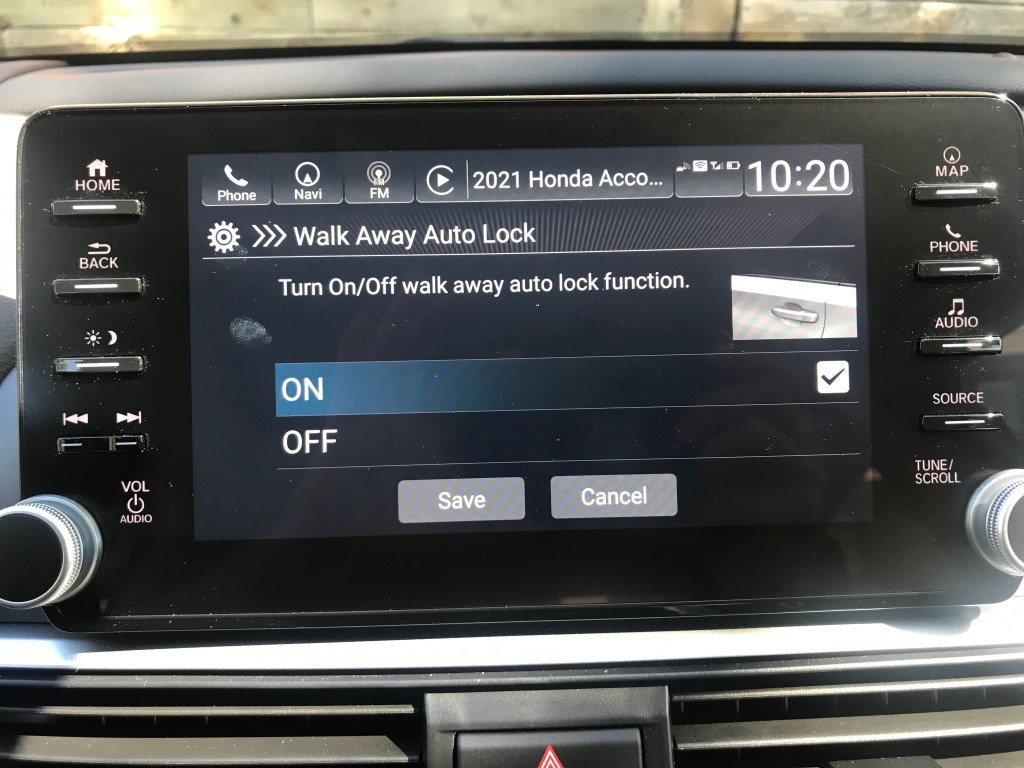 HOME
BACK
VOL
AUDIO
Phone
Navi
FM
FM
2021 Honda Acco...
10:20
Walk Away Auto Lock
Turn On/Off walk away auto lock function.
ON
OFF
Save
Cancel
MAP
PHONE
AUDIO
SOURCE
TUNE/
SCROLL